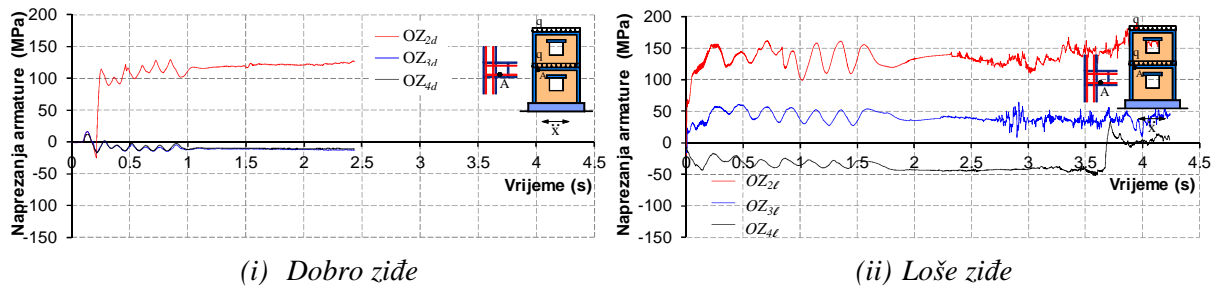 Naprezanja armature (MPa)
200
150
100
50
0
-50
-100
-150
0
0.5
1
1.5
2
2.5
3
3.5
4
4.5
Vrijeme (s)
OZ2d
OZ3d
OZ4d
A
q
q
A
ẍ
(i) Dobro ziđe
Naprezanja armature (MPa)
200
150
100
50
0
-50
-100
-150
0
0.5
1
1.5
2
2.5
3
3.5
4
4.5
Vrijeme (s)
OZ2ℓ
OZ3ℓ
OZ4ℓ
A
q
q
A
ẍ
(ii) Loše ziđe